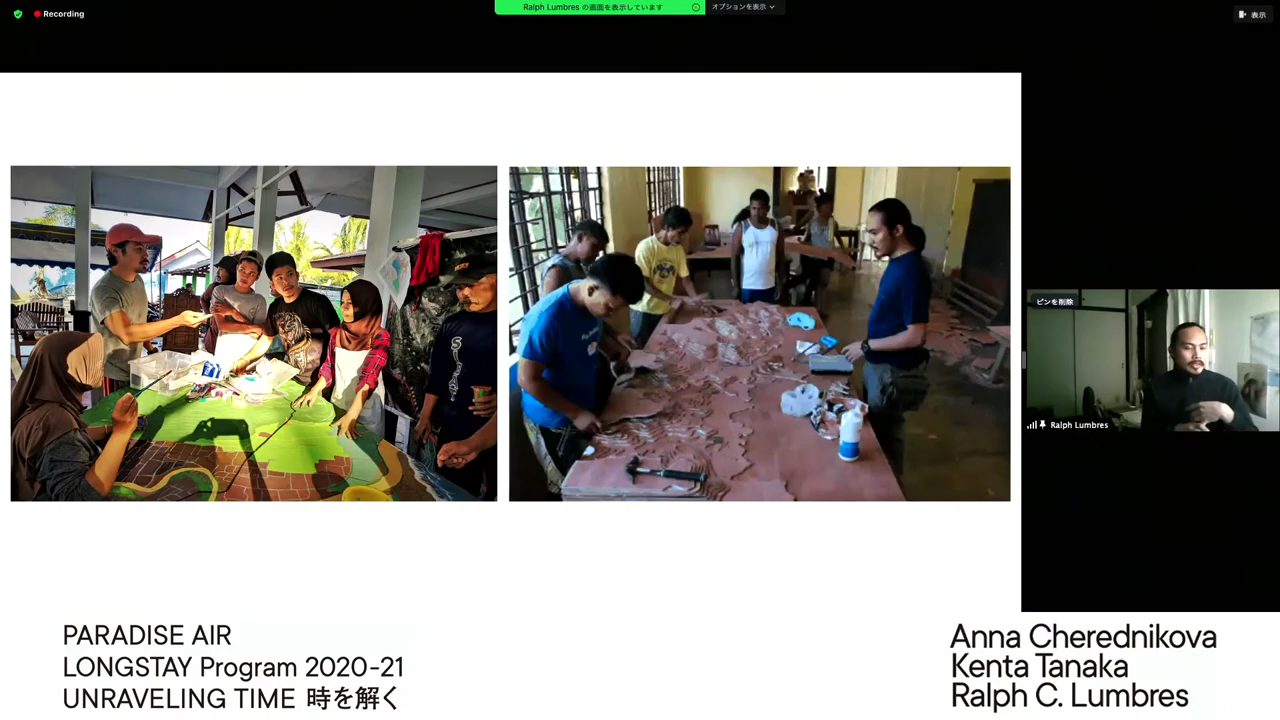 Recording
Ralph Lumbres の画面を表示しています
オプションを表示
表示
ピンを削除
Ralph Lumbres
PARADISE AIR
LONGSTAY Program 2020-21
UNRAVELING TIME 時を解く
Anna Cherednikova
Kenta Tanaka
Ralph C. Lumbres